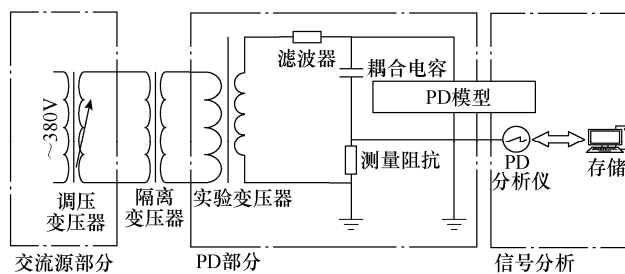 滤波器
耦合电容
PD模型
~380V
测量阻抗
PD
分析仪
存储
调压
变压器
隔离
变压器
实验变压器
交流源部分
PD部分
信号分析